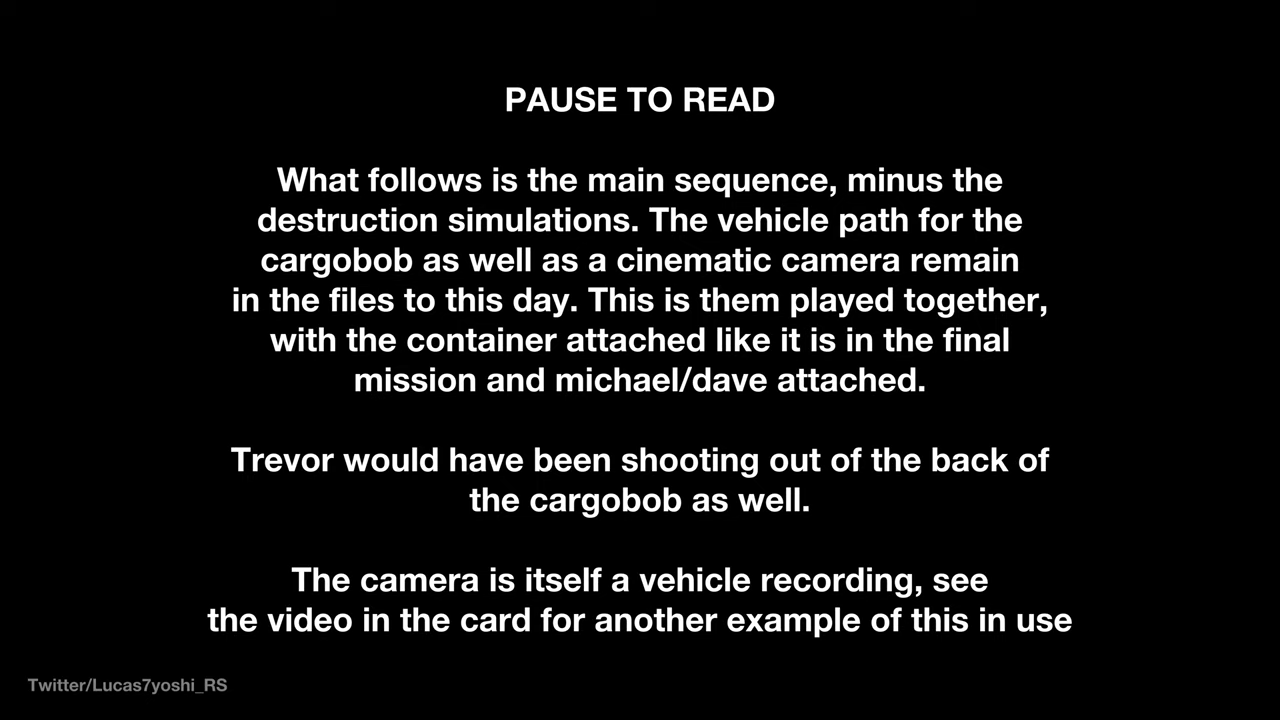 PAUSE TO READ
What follows is the main sequence, minus the
destruction simulations. The vehicle path for the
cargobob as well as a cinematic camera remain
in the files to this day. This is them played together,
with the container attached like it is in the final
mission and michael/dave attached.
Trevor would have been shooting out of the back of
the cargobob as well.
The camera is itself a vehicle recording, see
the video in the card for another example of this in use
Twitter/Lucas7yoshi_RS